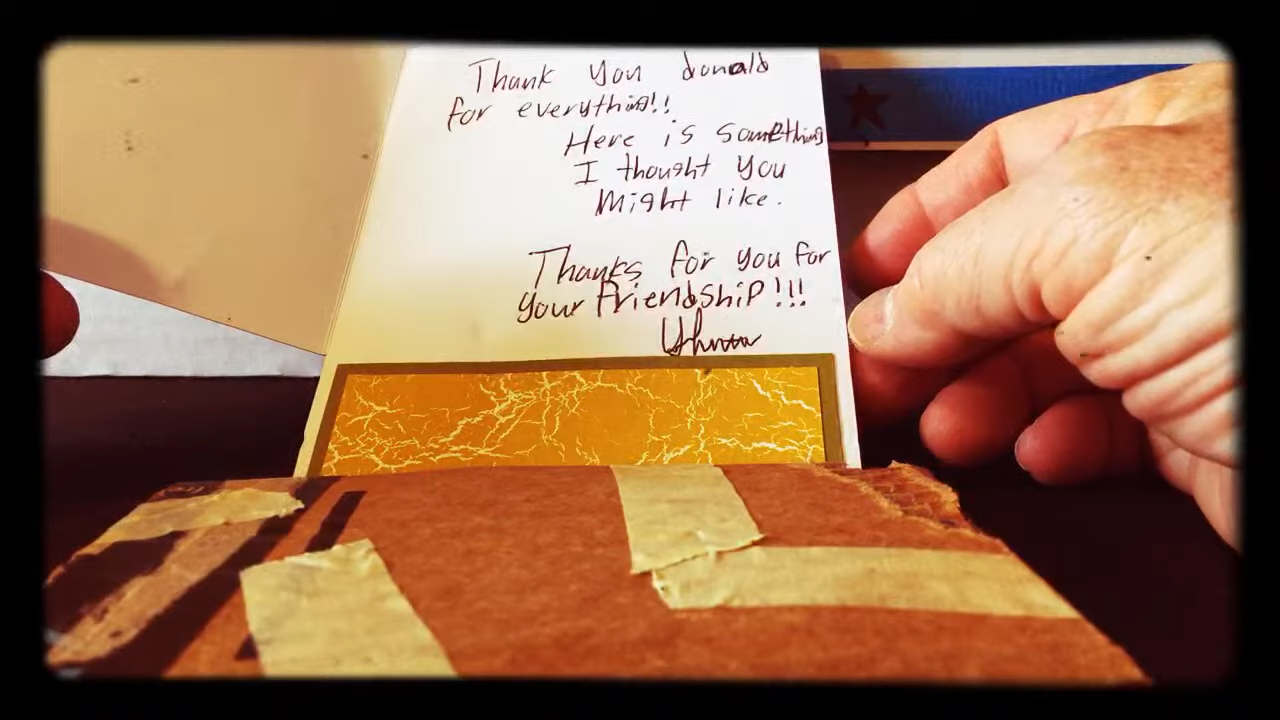 Thank you donald
for everything!!
Here is something
I thought you
Might like.
Thanks for you for
your friendship!!!